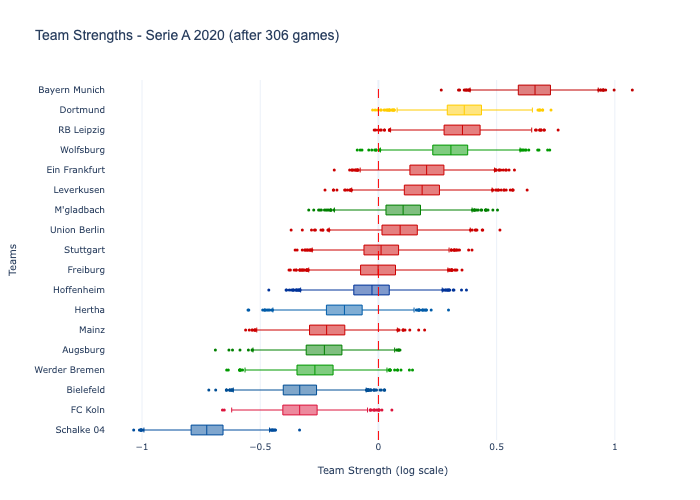 Team Strengths - Serie A 2020 (after 306 games)
Bayern Munich
Dortmund
RB Leipzig
Wolfsburg
Ein Frankfurt
Leverkusen
M'gladbach
Union Berlin
Stuttgart
Freiburg
Hoffenheim
Hertha
Mainz
Augsburg
Werder Bremen
Bielefeld
FC Koln
Schalke 04
Teams
−1
−0.5
0
0.5
1
Team Strength (log scale)